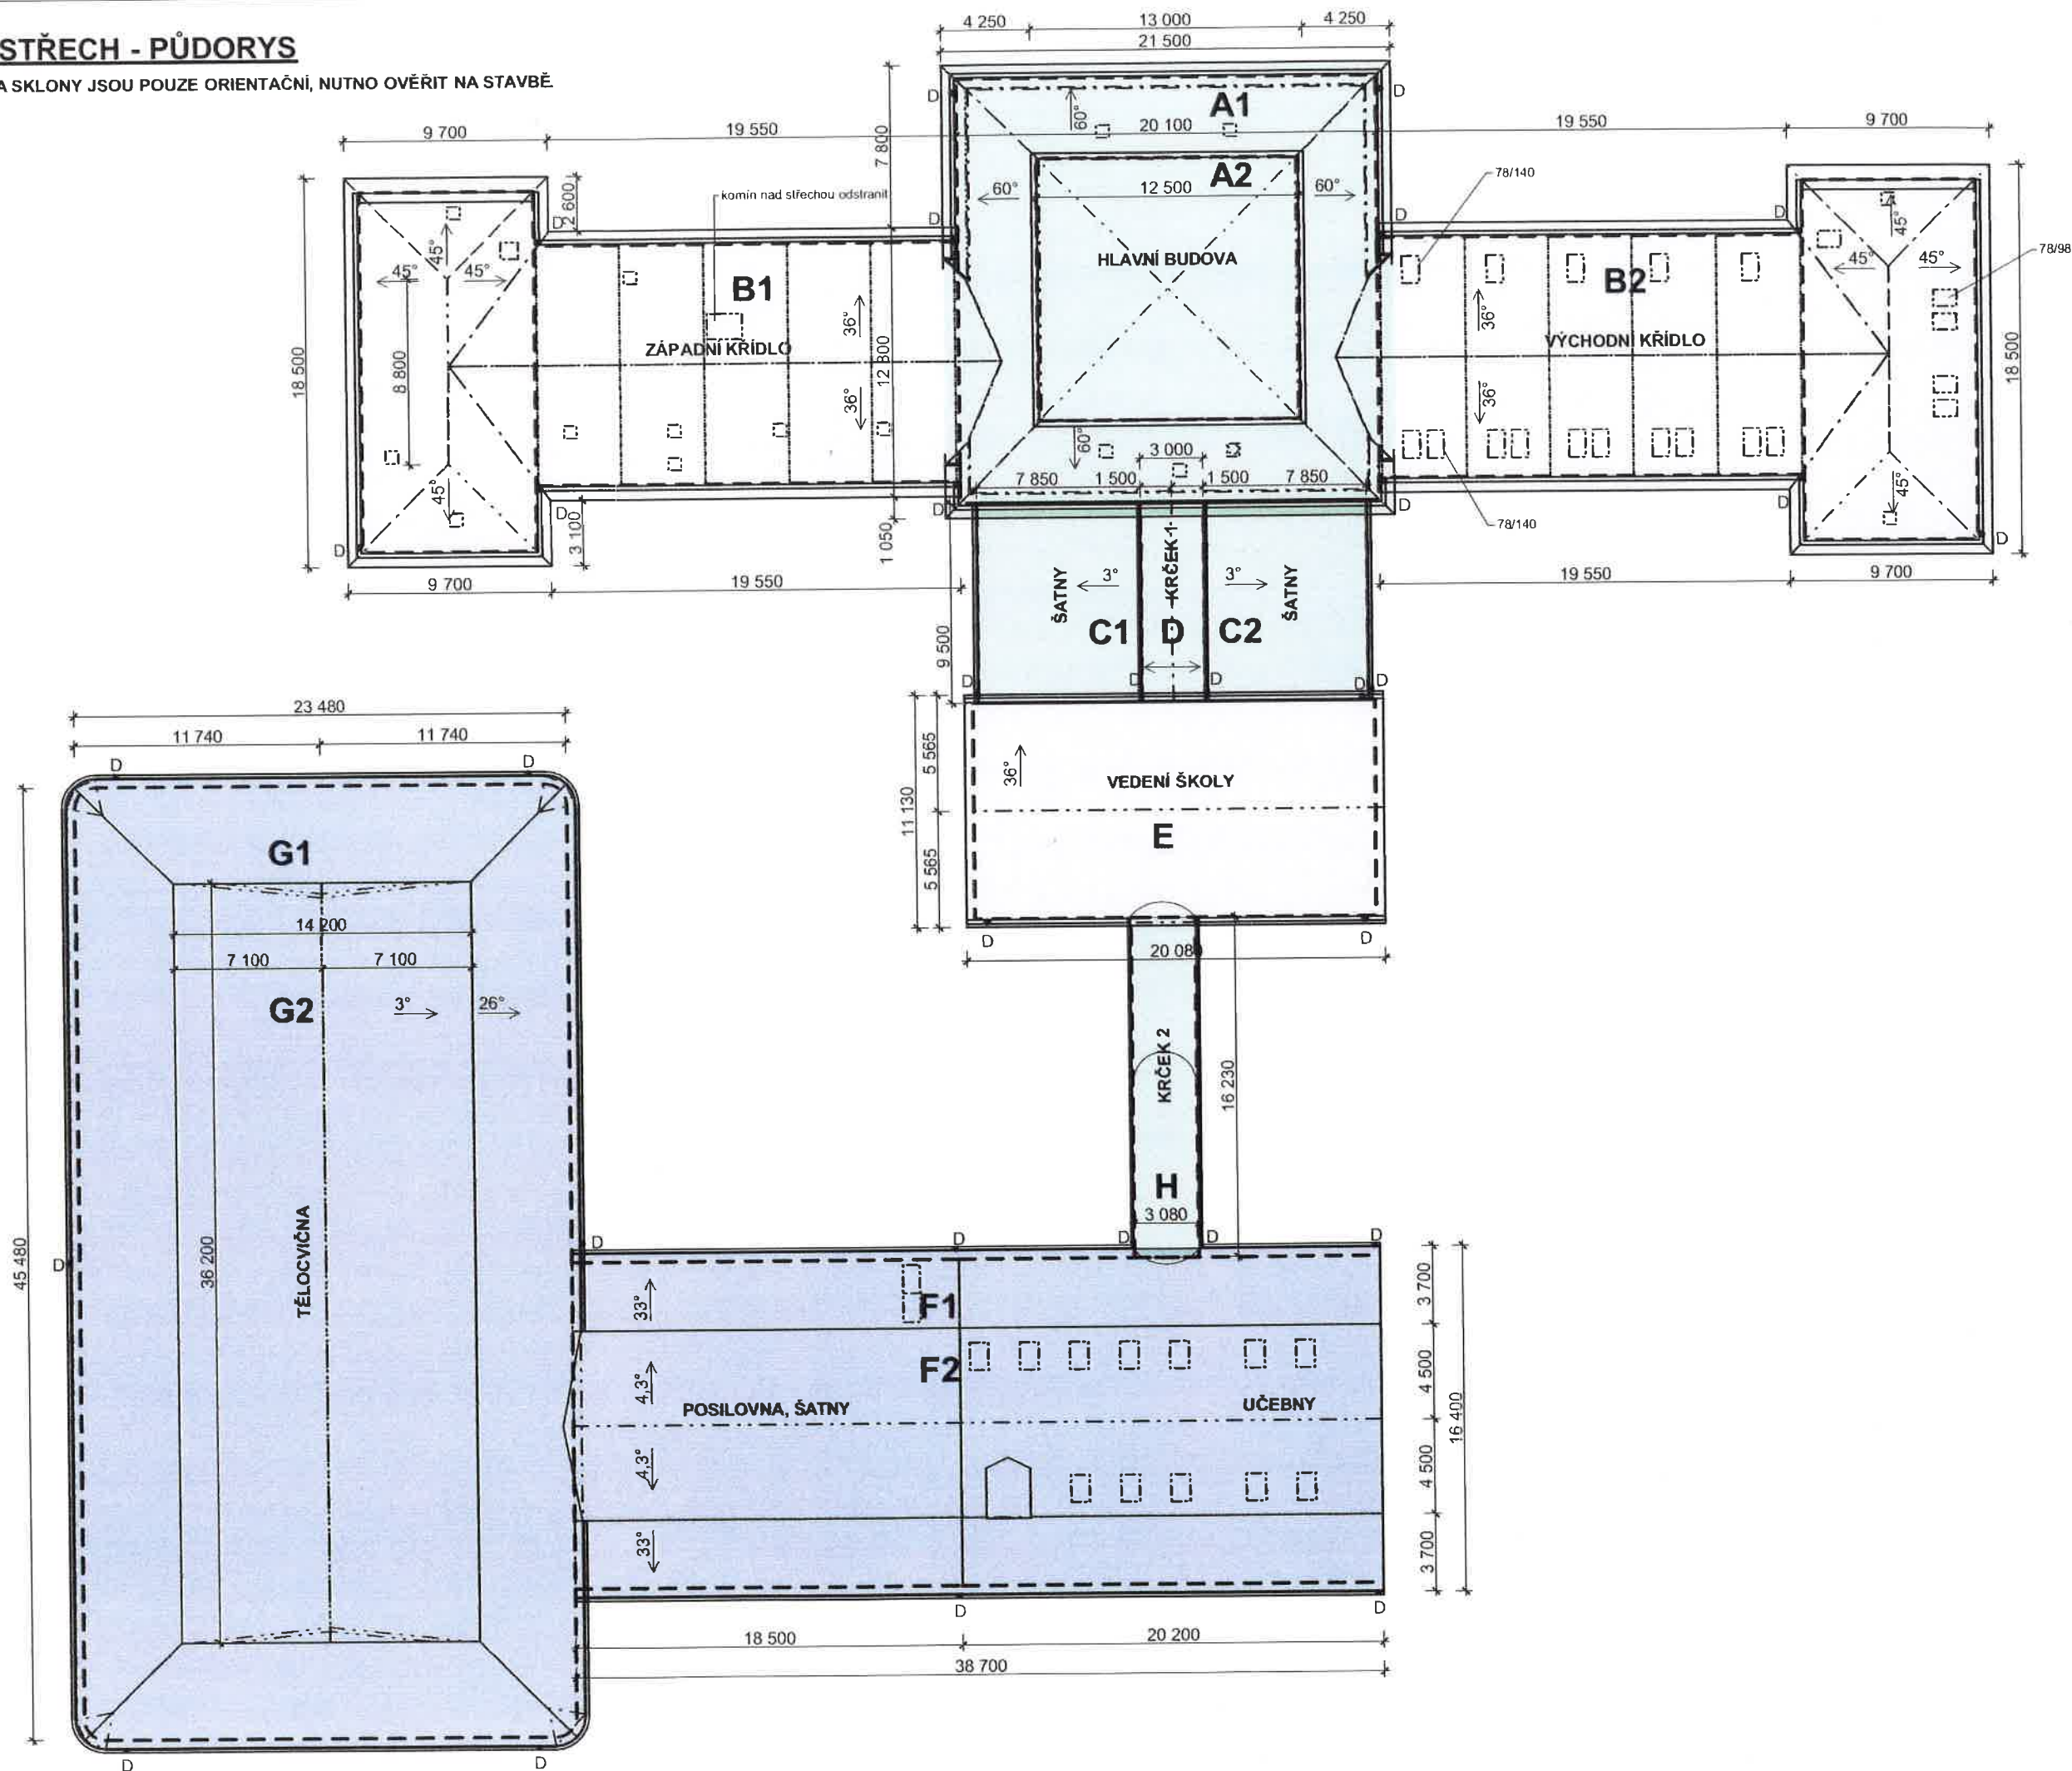 STŘECH - PŮDORYS
A SKLONY JSOU POUZE ORIENTAČNÍ, NUTNO OVĚŘIT NA STAVBĚ.
4 250 13 000 4 250
21 500
9 700 19 550 20 100 19 550 9 700
7 800
2 600
D D
A1
60°
A2
60° 12 500 60°
78/140
78/98
komín nad střechou odstranit
D D D D
45° 45° 45°
45° 45° 45°
HLAVNÍ BUDOVA
B1
B2
36° 36°
ZÁPADNÍ KŘÍDLO
VÝCHODNÍ KŘÍDLO
18 500 8 800 12 800 18 500
36° 36°
60°
3 000
7 850 1 500 1 500 7 850
45° 45°
D D D D D D
78/140
3 100
1 050
9 700 19 550 19 550 9 700
ŠATNY 3° KRČEK 1 3° ŠATNY
C1 D C2
9 500
D D D D D
23 480
11 740 11 740
D D
5 565
36°
VEDENÍ ŠKOLY
11 130
E
5 565
D D
20 080
G1
14 200
7 100 7 100
G2
3° 26°
KRČEK 2
16 230
H
3 080
TĚLOCVIČNA
45 480
36 200
D
D D D D D
33°
F1
3 700
4,3°
F2
4 500
POSILOVNA, ŠATNY
UČEBNY
16 400
4,3°
4 500
33°
3 700
D D
18 500 20 200
38 700
D D